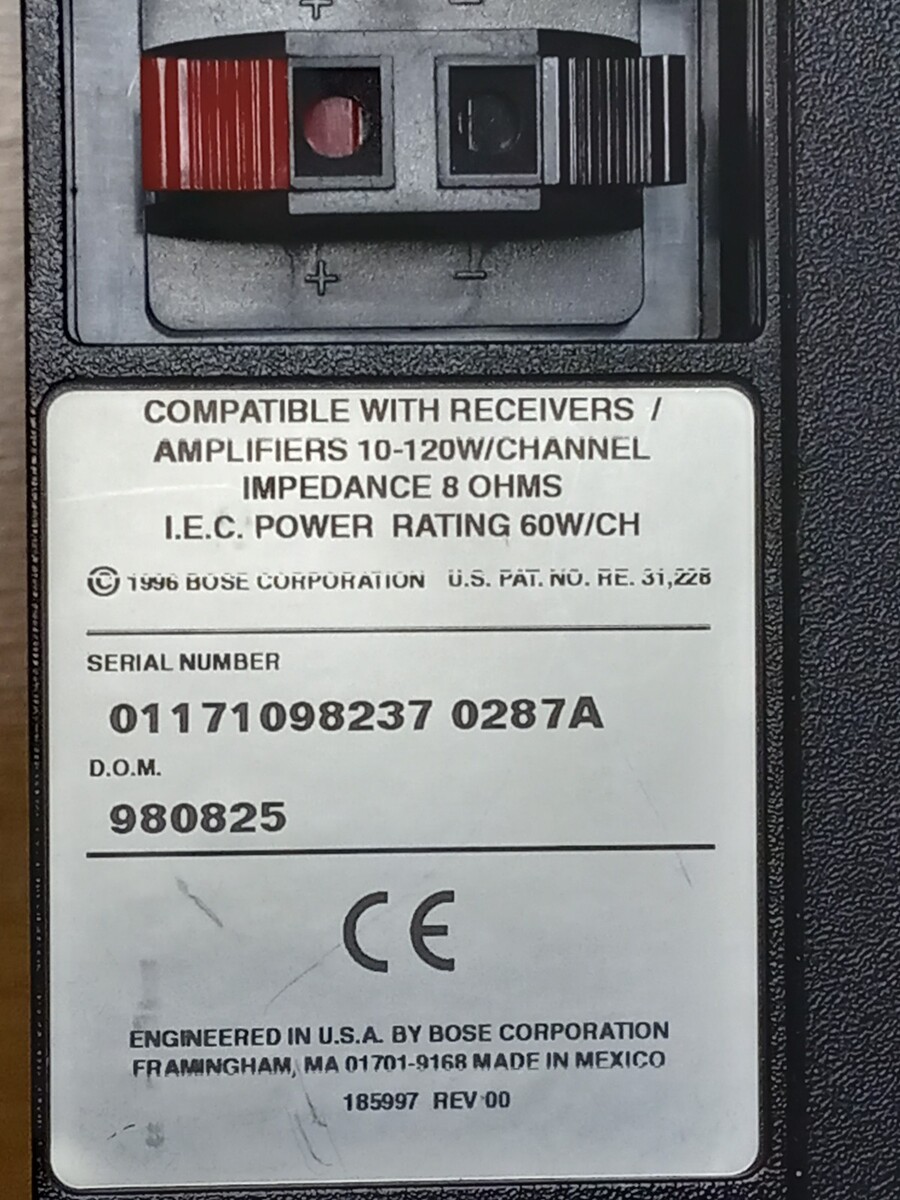 + −
+ −
COMPATIBLE WITH RECEIVERS /
AMPLIFIERS 10-120W/CHANNEL
IMPEDANCE 8 OHMS
I.E.C. POWER RATING 60W/CH
© 1996 BOSE CORPORATION U.S. PAT. NO. RE. 31,228
SERIAL NUMBER
01171098237 0287A
D.O.M.
980825
CE
ENGINEERED IN U.S.A. BY BOSE CORPORATION
FRAMINGHAM, MA 01701-9168 MADE IN MEXICO
185997 REV 00